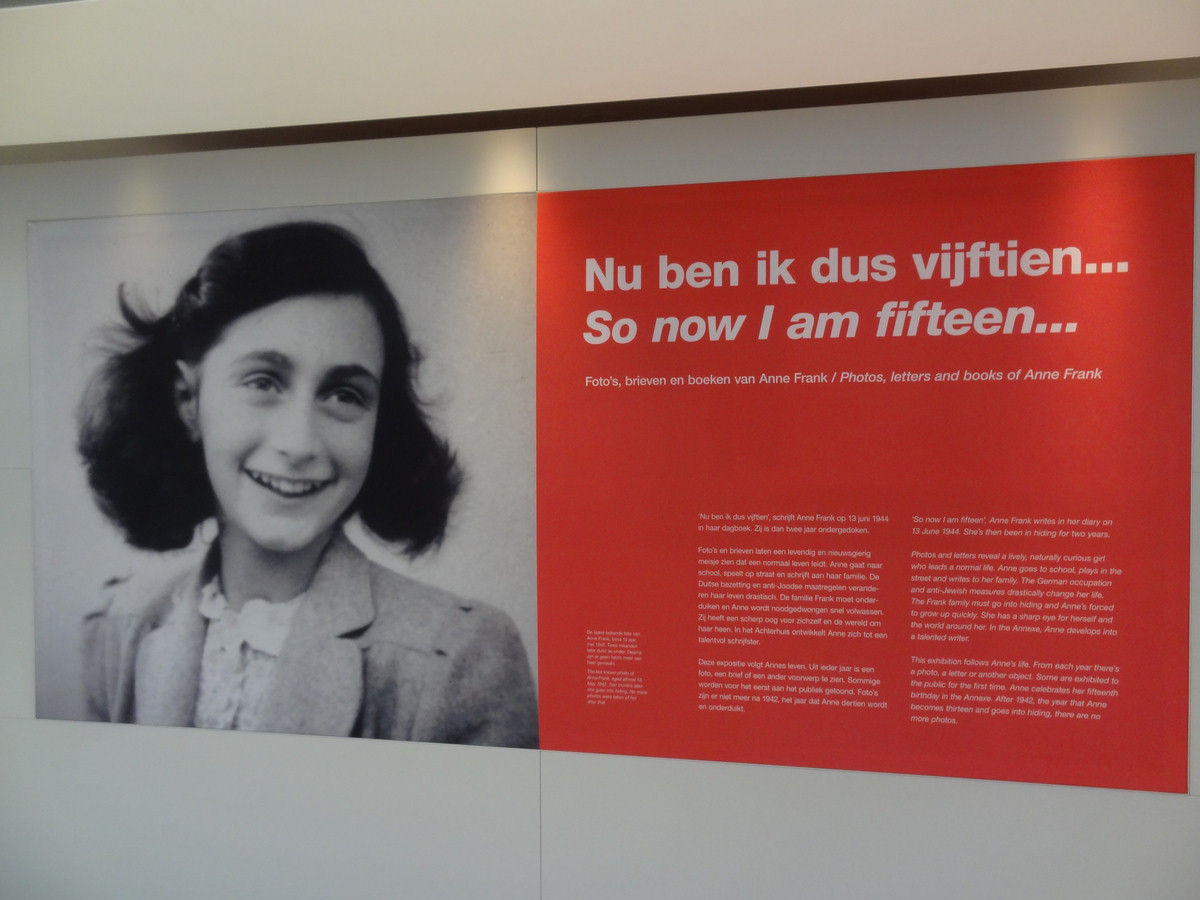 Nu ben ik dus vijftien...
So now I am fifteen...
Foto's, brieven en boeken van Anne Frank / Photos, letters and books of Anne Frank
'Nu ben ik dus vijftien', schrijft Anne Frank op 13 juni 1944
in haar dagboek. Zij is dan twee jaar ondergedoken.
Foto's en brieven laten een levendig en nieuwsgierig
meisje zien dat een normaal leven leidt. Anne gaat naar
school, speelt op straat en schrijft aan haar familie. De
Duitse bezetting en anti-Joodse maatregelen verande-
ren haar leven drastisch. De familie Frank moet onder-
duiken en Anne wordt noodgedwongen snel volwassen.
Zij heeft een scherp oog voor zichzelf en de wereld om
haar heen. In het Achterhuis ontwikkelt Anne zich tot een
talentvol schrijfster.
Deze expositie volgt Annes leven. Uit ieder jaar is een
foto, een brief of een ander voorwerp te zien. Sommige
worden voor het eerst aan het publiek getoond. Foto's
zijn er niet meer na 1942, het jaar dat Anne dertien wordt
en onderduikt.
'So now I am fifteen', Anne Frank writes in her diary on
13 June 1944. She's then been in hiding for two years.
Photos and letters reveal a lively, naturally curious girl
who leads a normal life. Anne goes to school, plays in the
street and writes to her family. The German occupation
and anti-Jewish measures drastically change her life.
The Frank family must go into hiding and Anne's forced
to grow up quickly. She has a sharp eye for herself and
the world around her. In the Annexe, Anne develops into
a talented writer.
This exhibition follows Anne's life. From each year there's
a photo, a letter or another object. Some are exhibited to
the public for the first time. Anne celebrates her fifteenth
birthday in the Annexe. After 1942, the year that Anne
becomes thirteen and goes into hiding, there are no
more photos.